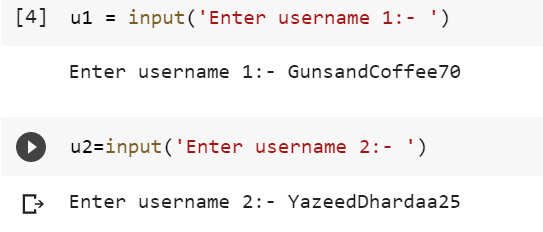 [4] u1 = input('Enter username 1:- ')
Enter username 1:- GunsandCoffee70
u2=input('Enter username 2:- ')
Enter username 2:- YazeedDhardaa25